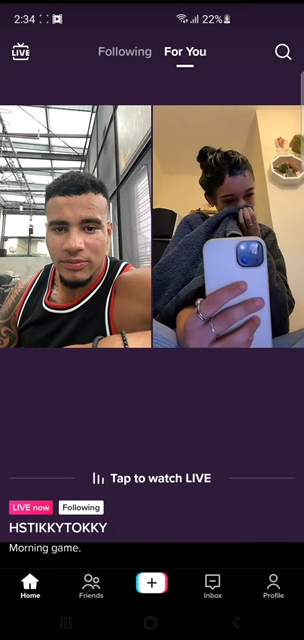 2:34 22%
LIVE Following For You
Tap to watch LIVE
LIVE now Following
HSTIKKYTOKKY
Morning game.
Home Friends Inbox Profile